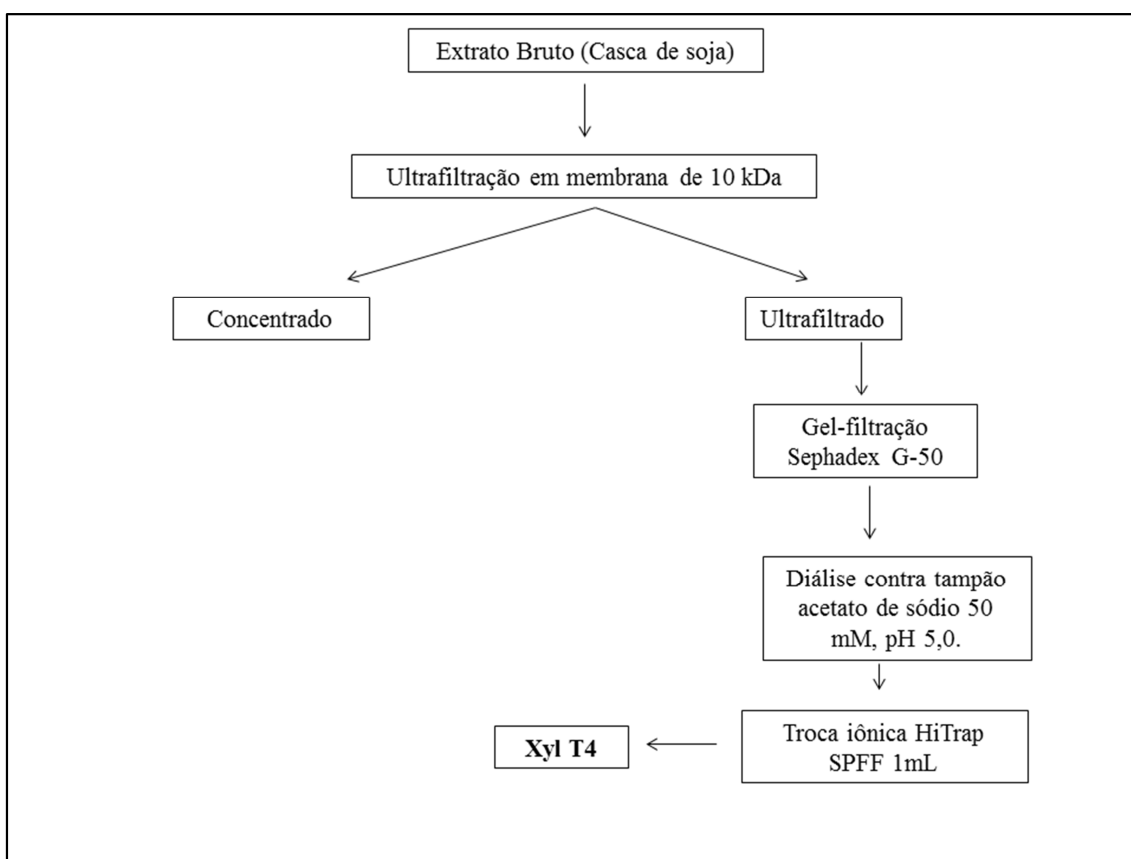 Extrato Bruto (Casca de soja)
Ultrafiltração em membrana de 10 kDa
Concentrado
Ultrafiltrado
Gel-filtração
Sephadex G-50
Diálise contra tampão
acetato de sódio 50
mM, pH 5,0.
Troca iônica HiTrap
SPFF 1mL
Xyl T4